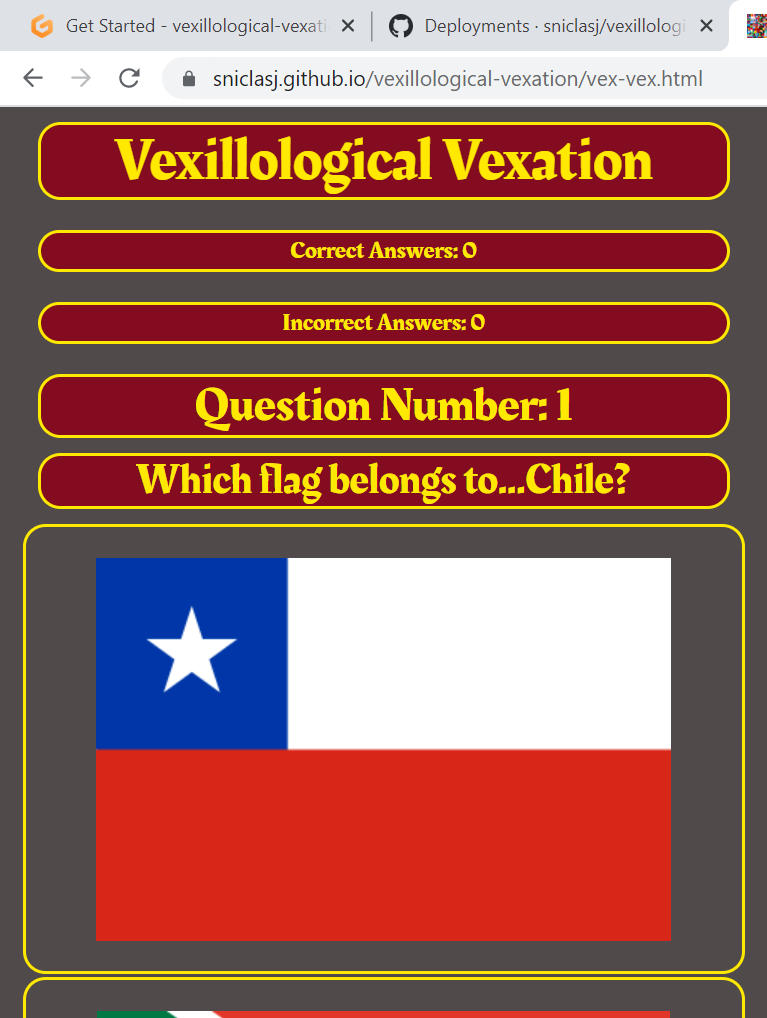 Get Started - vexillological-vexati
Deployments · sniclasj/vexillologi
sniclasj.github.io/vexillological-vexation/vex-vex.html
Vexillological Vexation
Correct Answers: 0
Incorrect Answers: 0
Question Number: 1
Which flag belongs to...Chile?